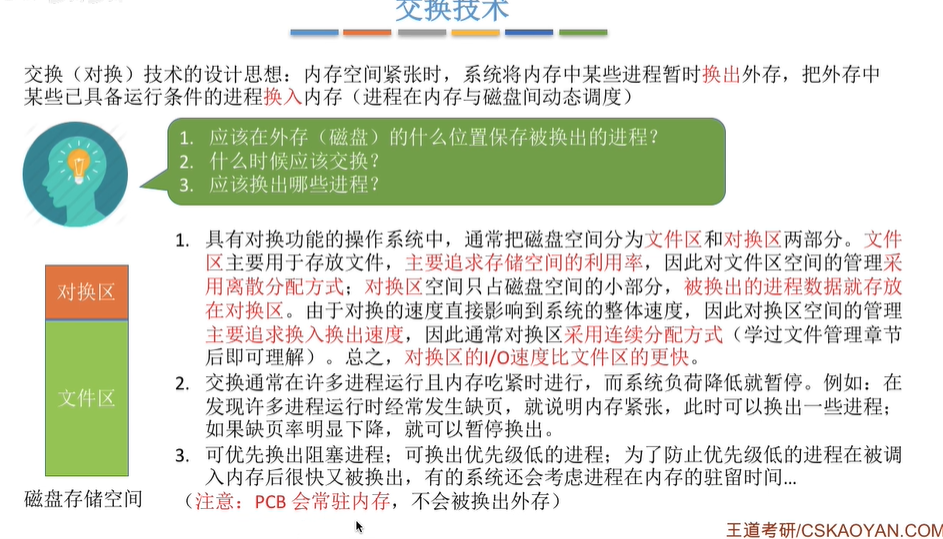 交换技术
交换（对换）技术的设计思想：内存空间紧张时，系统将内存中某些进程暂时换出外存，把外存中
某些已具备运行条件的进程换入内存（进程在内存与磁盘间动态调度）
1. 应该在外存（磁盘）的什么位置保存被换出的进程？
2. 什么时候应该交换？
3. 应该换出哪些进程？
1. 具有对换功能的操作系统中，通常把磁盘空间分为文件区和对换区两部分。文件
区主要用于存放文件，主要追求存储空间的利用率，因此对文件区空间的管理采
用离散分配方式；对换区空间只占磁盘空间的小部分，被换出的进程数据就存放
在对换区。由于对换的速度直接影响到系统的整体速度，因此对换区空间的管理
主要追求换入换出速度，因此通常对换区采用连续分配方式（学过文件管理章节
后即可理解）。总之，对换区的I/O速度比文件区的更快。
2. 交换通常在许多进程运行且内存吃紧时进行，而系统负荷降低就暂停。例如：在
发现许多进程运行时经常发生缺页，就说明内存紧张，此时可以换出一些进程；
如果缺页率明显下降，就可以暂停换出。
3. 可优先换出阻塞进程；可换出优先级低的进程；为了防止优先级低的进程在被调
入内存后很快又被换出，有的系统还会考虑进程在内存的驻留时间…
（注意：PCB 会常驻内存，不会被换出外存）
对换区
文件区
磁盘存储空间
王道考研/CSKAOYAN.COM